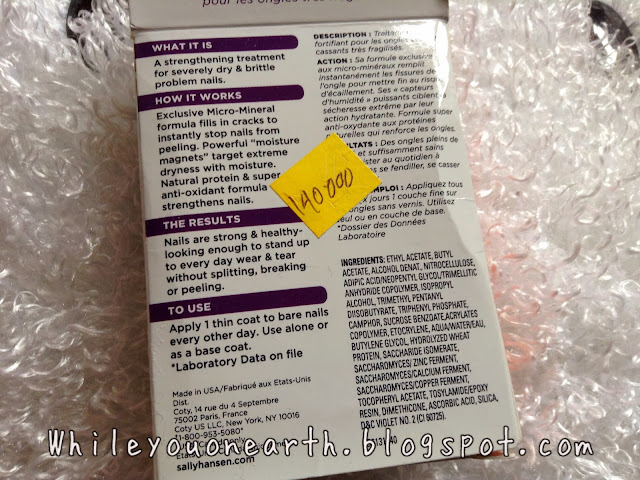 pour les ongles très
WHAT IT IS
A strengthening treatment
for severely dry & brittle
problem nails.
HOW IT WORKS
Exclusive Micro-Mineral
formula fills in cracks to
instantly stop nails from
peeling. Powerful "moisture
magnets" target extreme
dryness with moisture.
Natural protein & super
anti-oxidant formula
strengthens nails.
THE RESULTS
Nails are strong & healthy-
looking enough to stand up
to every day wear & tear
without splitting, breaking
or peeling.
TO USE
Apply 1 thin coat to bare nails
every other day. Use alone or
as a base coat.
*Laboratory Data on file
Made in USA/Fabriqué aux Etats-Unis
Dist.
Coty, 14 rue du 4 Septembre
75002 Paris, France
Coty US LLC, New York, NY 10016
1-800-953-5080*
sallyhansen.com
DESCRIPTION :
fortifiant pour les ongles
cassants très fragilisés.
ACTION : Sa formule exclusive
aux micro-minéraux remplit
instantanément les fissures de
l'ongle pour mettre fin au risque
d'écaillement. Ses « capteurs
d'humidité » puissants ciblent la
sécheresse extrême par leur
action hydratante. Formule super
anti-oxydante aux protéines
qui renforce les ongles.
Des ongles pleins de
et suffisamment sains
au quotidien à
se fendiller, se casser
Appliquez tous
jours 1 couche fine sur
ongles sans vernis. Utilisez
ou en couche de base.
*Dossier des Données
Laboratoire
140.000
INGREDIENTS: ETHYL ACETATE, BUTYL
ACETATE, ALCOHOL DENAT., NITROCELLULOSE,
ADIPIC ACID/NEOPENTYL GLYCOL/TRIMELLITIC
ANHYDRIDE COPOLYMER, ISOPROPYL
ALCOHOL, TRIMETHYL PENTANYL
DIISOBUTYRATE, TRIPHENYL PHOSPHATE,
CAMPHOR, SUCROSE BENZOATE, ACRYLATES
COPOLYMER, ETOCRYLENE, AQUA/WATER/EAU,
BUTYLENE GLYCOL, HYDROLYZED WHEAT
PROTEIN, SACCHARIDE ISOMERATE,
SACCHAROMYCES/ZINC FERMENT,
SACCHAROMYCES/CALCIUM FERMENT,
SACCHAROMYCES/COPPER FERMENT,
TOCOPHERYL ACETATE, TOSYLAMIDE/EPOXY
RESIN, DIMETHICONE, ASCORBIC ACID, SILICA,
D&C VIOLET NO. 2 (CI 60725).
Whileyouonearth.blogspot.com